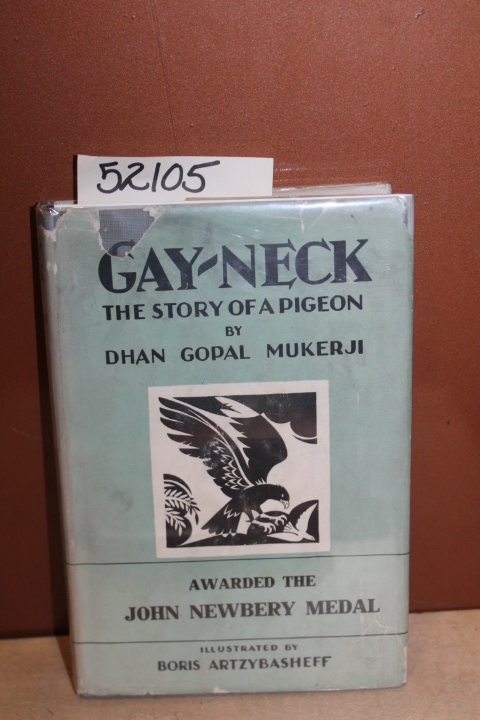 52105
GAY-NECK
THE STORY OF A PIGEON
BY
DHAN GOPAL MUKERJI
AWARDED THE
JOHN NEWBERY MEDAL
ILLUSTRATED BY
BORIS ARTZYBASHEFF